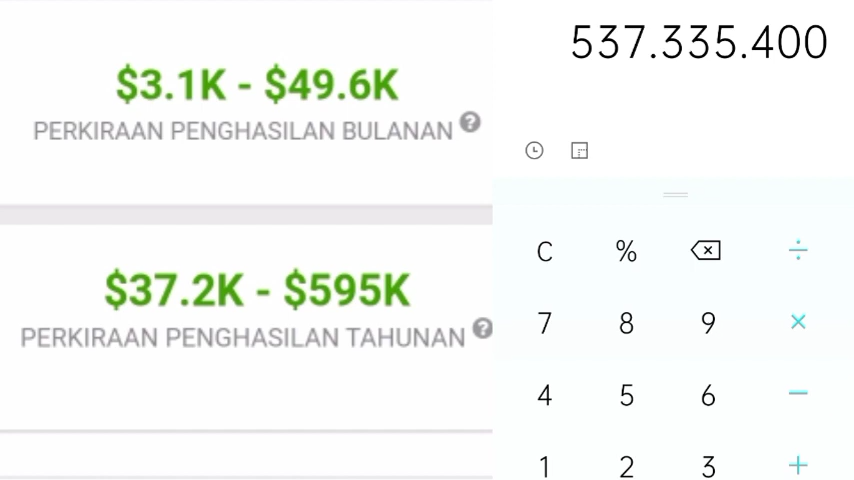 $3.1K - $49.6K
PERKIRAAN PENGHASILAN BULANAN ?
$37.2K - $595K
PERKIRAAN PENGHASILAN TAHUNAN ?
537.335.400
C % ÷
7 8 9 ×
4 5 6 −
1 2 3 +